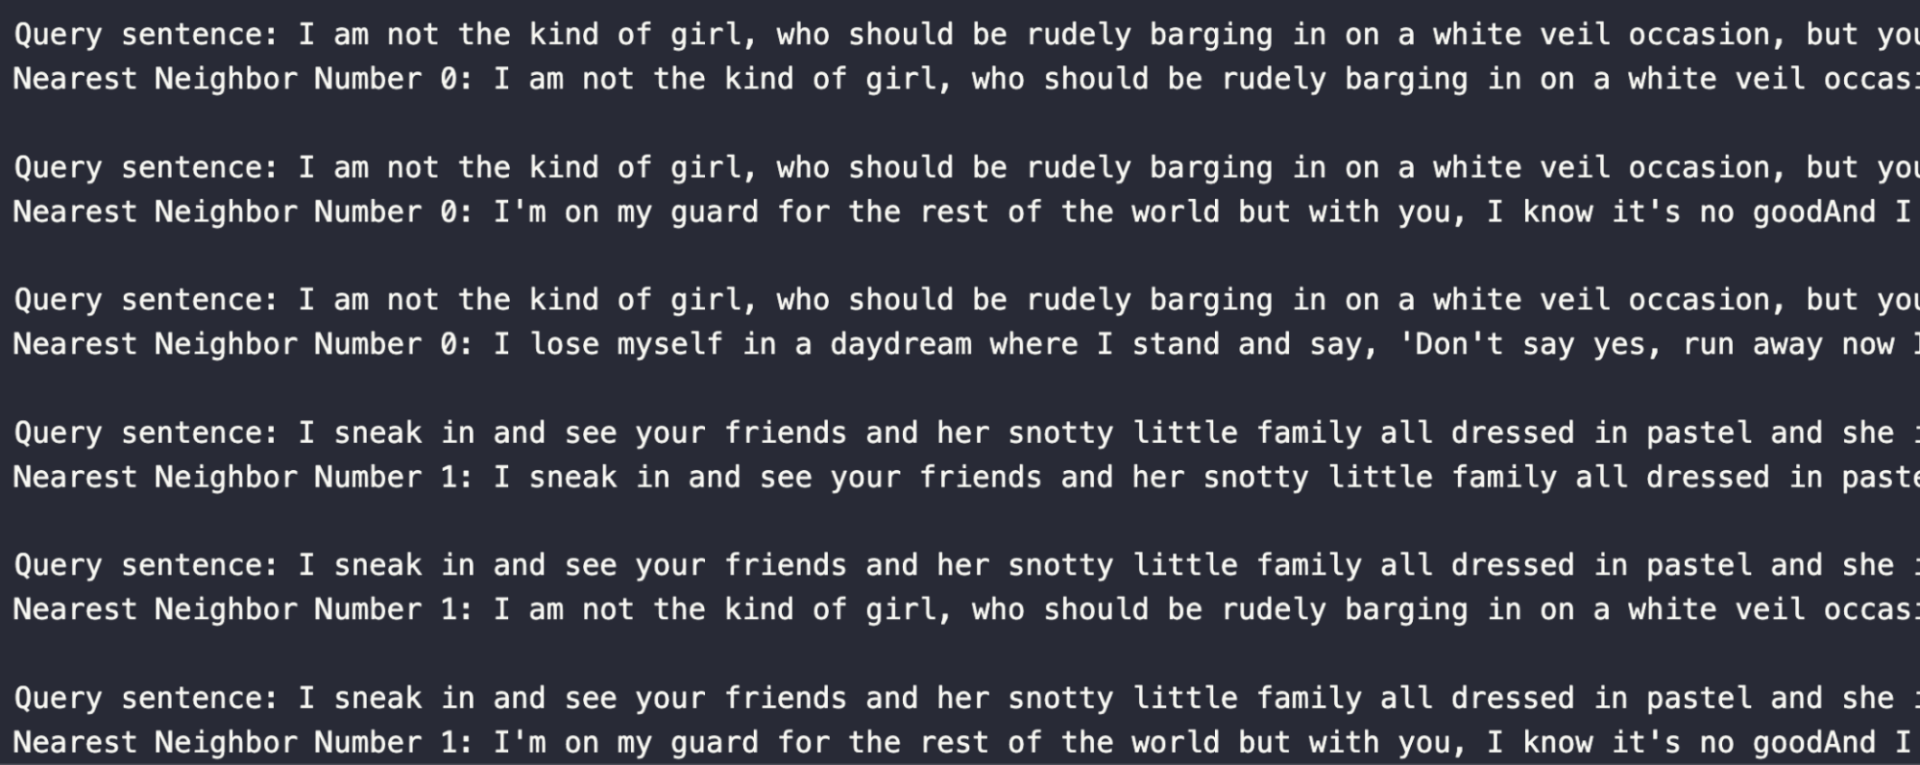 Query sentence: I am not the kind of girl, who should be rudely barging in on a white veil occasion, but you
Nearest Neighbor Number 0: I am not the kind of girl, who should be rudely barging in on a white veil occasi
Query sentence: I am not the kind of girl, who should be rudely barging in on a white veil occasion, but you
Nearest Neighbor Number 0: I'm on my guard for the rest of the world but with you, I know it's no goodAnd I
Query sentence: I am not the kind of girl, who should be rudely barging in on a white veil occasion, but you
Nearest Neighbor Number 0: I lose myself in a daydream where I stand and say, 'Don't say yes, run away now I
Query sentence: I sneak in and see your friends and her snotty little family all dressed in pastel and she i
Nearest Neighbor Number 1: I sneak in and see your friends and her snotty little family all dressed in paste
Query sentence: I sneak in and see your friends and her snotty little family all dressed in pastel and she i
Nearest Neighbor Number 1: I am not the kind of girl, who should be rudely barging in on a white veil occasi
Query sentence: I sneak in and see your friends and her snotty little family all dressed in pastel and she i
Nearest Neighbor Number 1: I'm on my guard for the rest of the world but with you, I know it's no goodAnd I